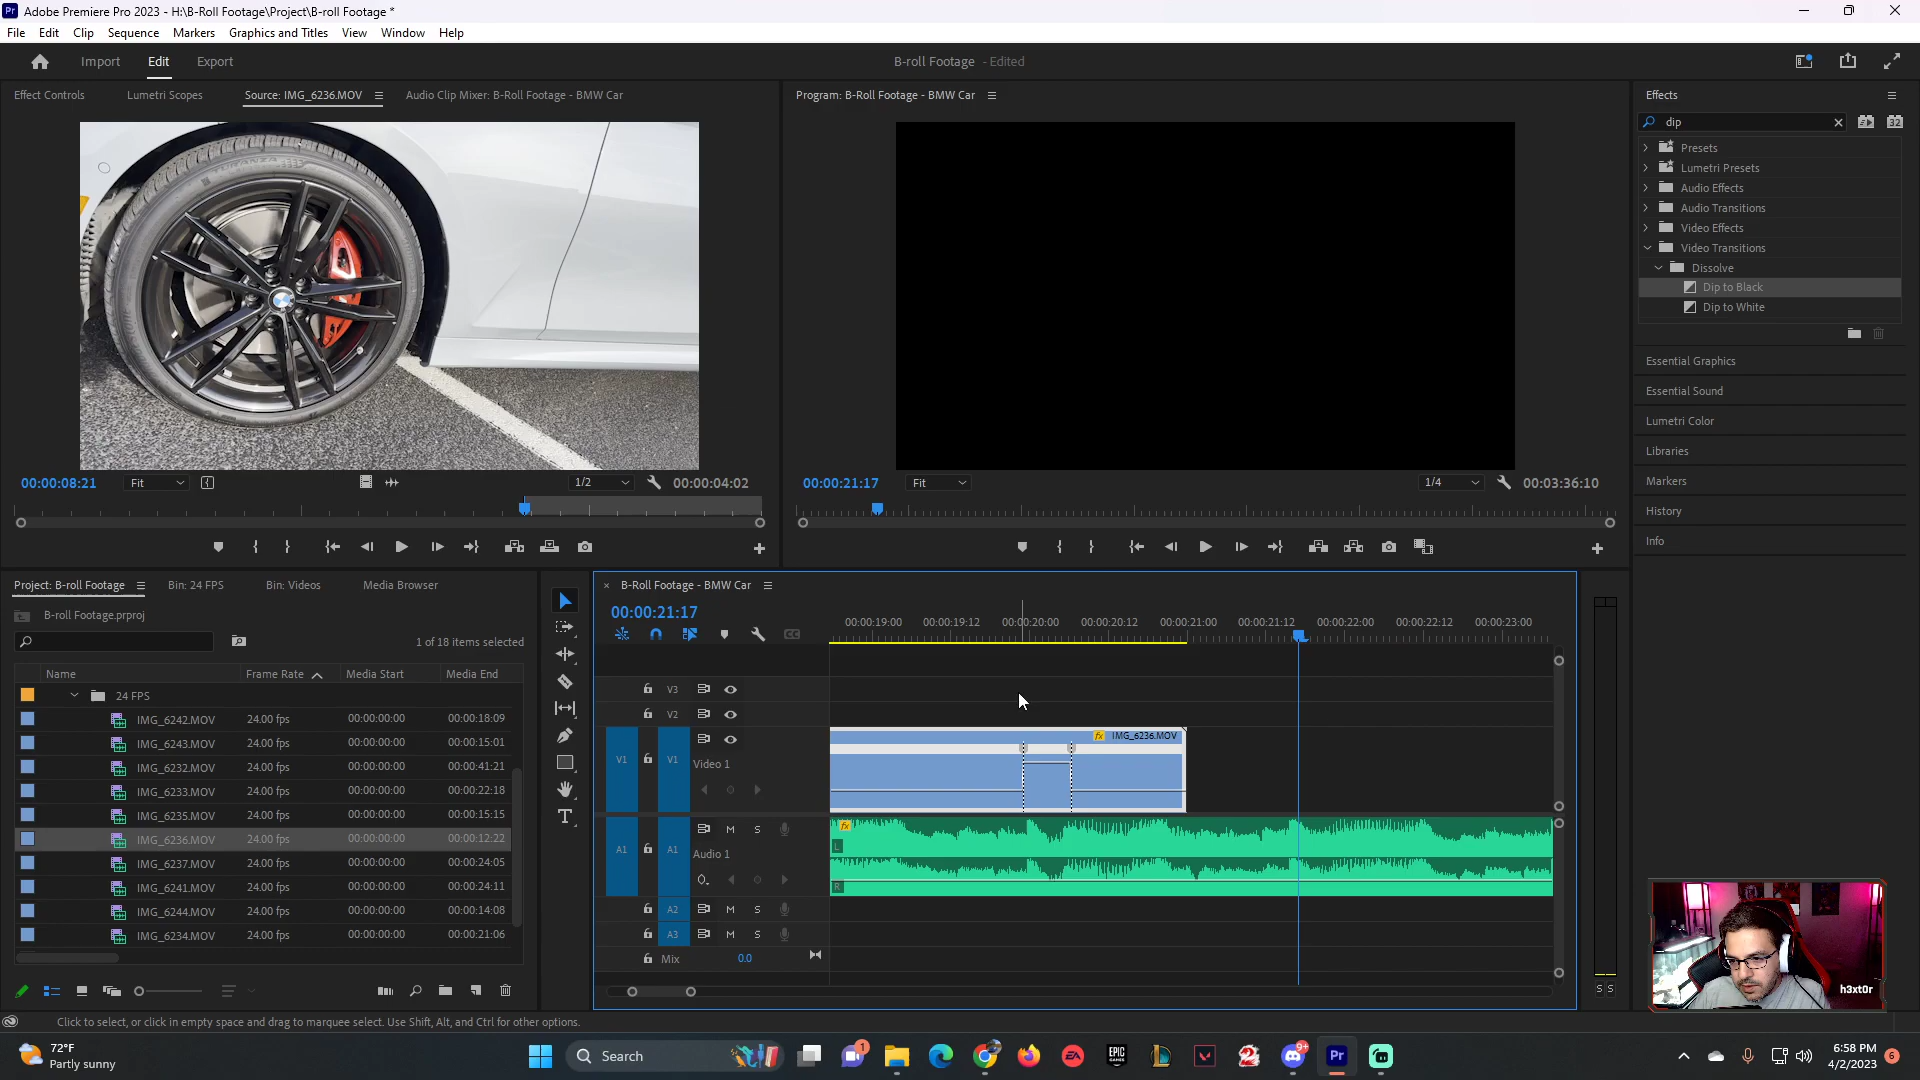 Adobe Premiere Pro 2023 - H:\B-Roll Footage\Project\B-roll Footage *
File Edit Clip Sequence Markers Graphics and Titles View Window Help
Import Edit Export B-roll Footage - Edited
Effect Controls Lumetri Scopes Source: IMG_6236.MOV Audio Clip Mixer: B-Roll Footage - BMW Car
Program: B-Roll Footage - BMW Car
Effects
dip
Presets
Lumetri Presets
Audio Effects
Audio Transitions
Video Effects
Video Transitions
Dissolve
Dip to Black
Dip to White
Essential Graphics
Essential Sound
Lumetri Color
Libraries
Markers
History
Info
00:00:08:21 Fit 1/2 00:00:04:02
00:00:21:17 Fit 1/4 00:03:36:10
Project: B-roll Footage Bin: 24 FPS Bin: Videos Media Browser
B-roll Footage.prproj
1 of 18 items selected
Name Frame Rate Media Start Media End
24 FPS
IMG_6242.MOV 24.00 fps 00:00:00:00 00:00:18:09
IMG_6243.MOV 24.00 fps 00:00:00:00 00:00:15:01
IMG_6232.MOV 24.00 fps 00:00:00:00 00:00:41:21
IMG_6233.MOV 24.00 fps 00:00:00:00 00:00:22:18
IMG_6235.MOV 24.00 fps 00:00:00:00 00:00:15:15
IMG_6236.MOV 24.00 fps 00:00:00:00 00:00:12:22
IMG_6237.MOV 24.00 fps 00:00:00:00 00:00:24:05
IMG_6241.MOV 24.00 fps 00:00:00:00 00:00:24:11
IMG_6244.MOV 24.00 fps 00:00:00:00 00:00:14:08
IMG_6234.MOV 24.00 fps 00:00:00:00 00:00:21:06
B-Roll Footage - BMW Car
00:00:21:17
00:00:19:00 00:00:19:12 00:00:20:00 00:00:20:12 00:00:21:00 00:00:21:12 00:00:22:00 00:00:22:12 00:00:23:00
V3
V2
fx IMG_6236.MOV
V1 V1 Video 1
M S fx
L
A1 A1 Audio 1
R
A2 M S
A3 M S
Mix 0.0
S S
h3xt0r
Click to select, or click in empty space and drag to marquee select. Use Shift, Alt, and Ctrl for other options.
72°F
Partly sunny
Search
6:58 PM
4/2/2023
6